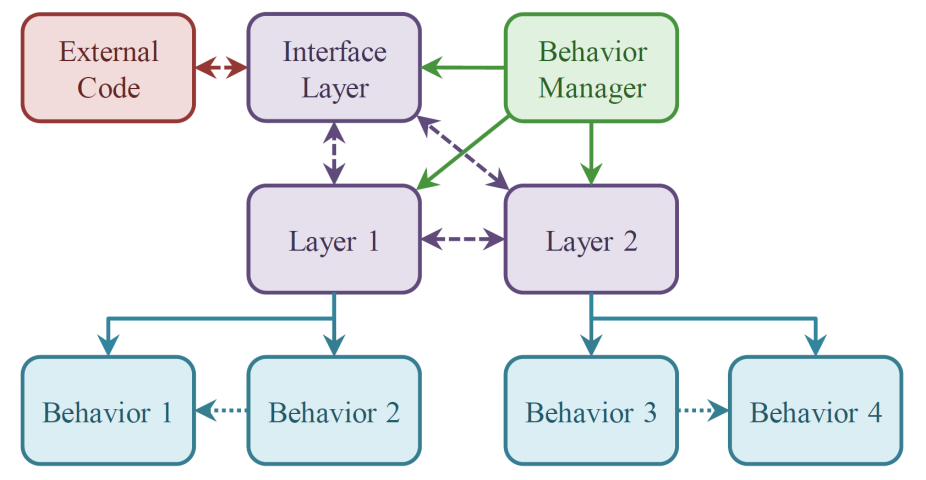 External
Code
Interface
Layer
Behavior
Manager
Layer 1
Layer 2
Behavior 1
Behavior 2
Behavior 3
Behavior 4